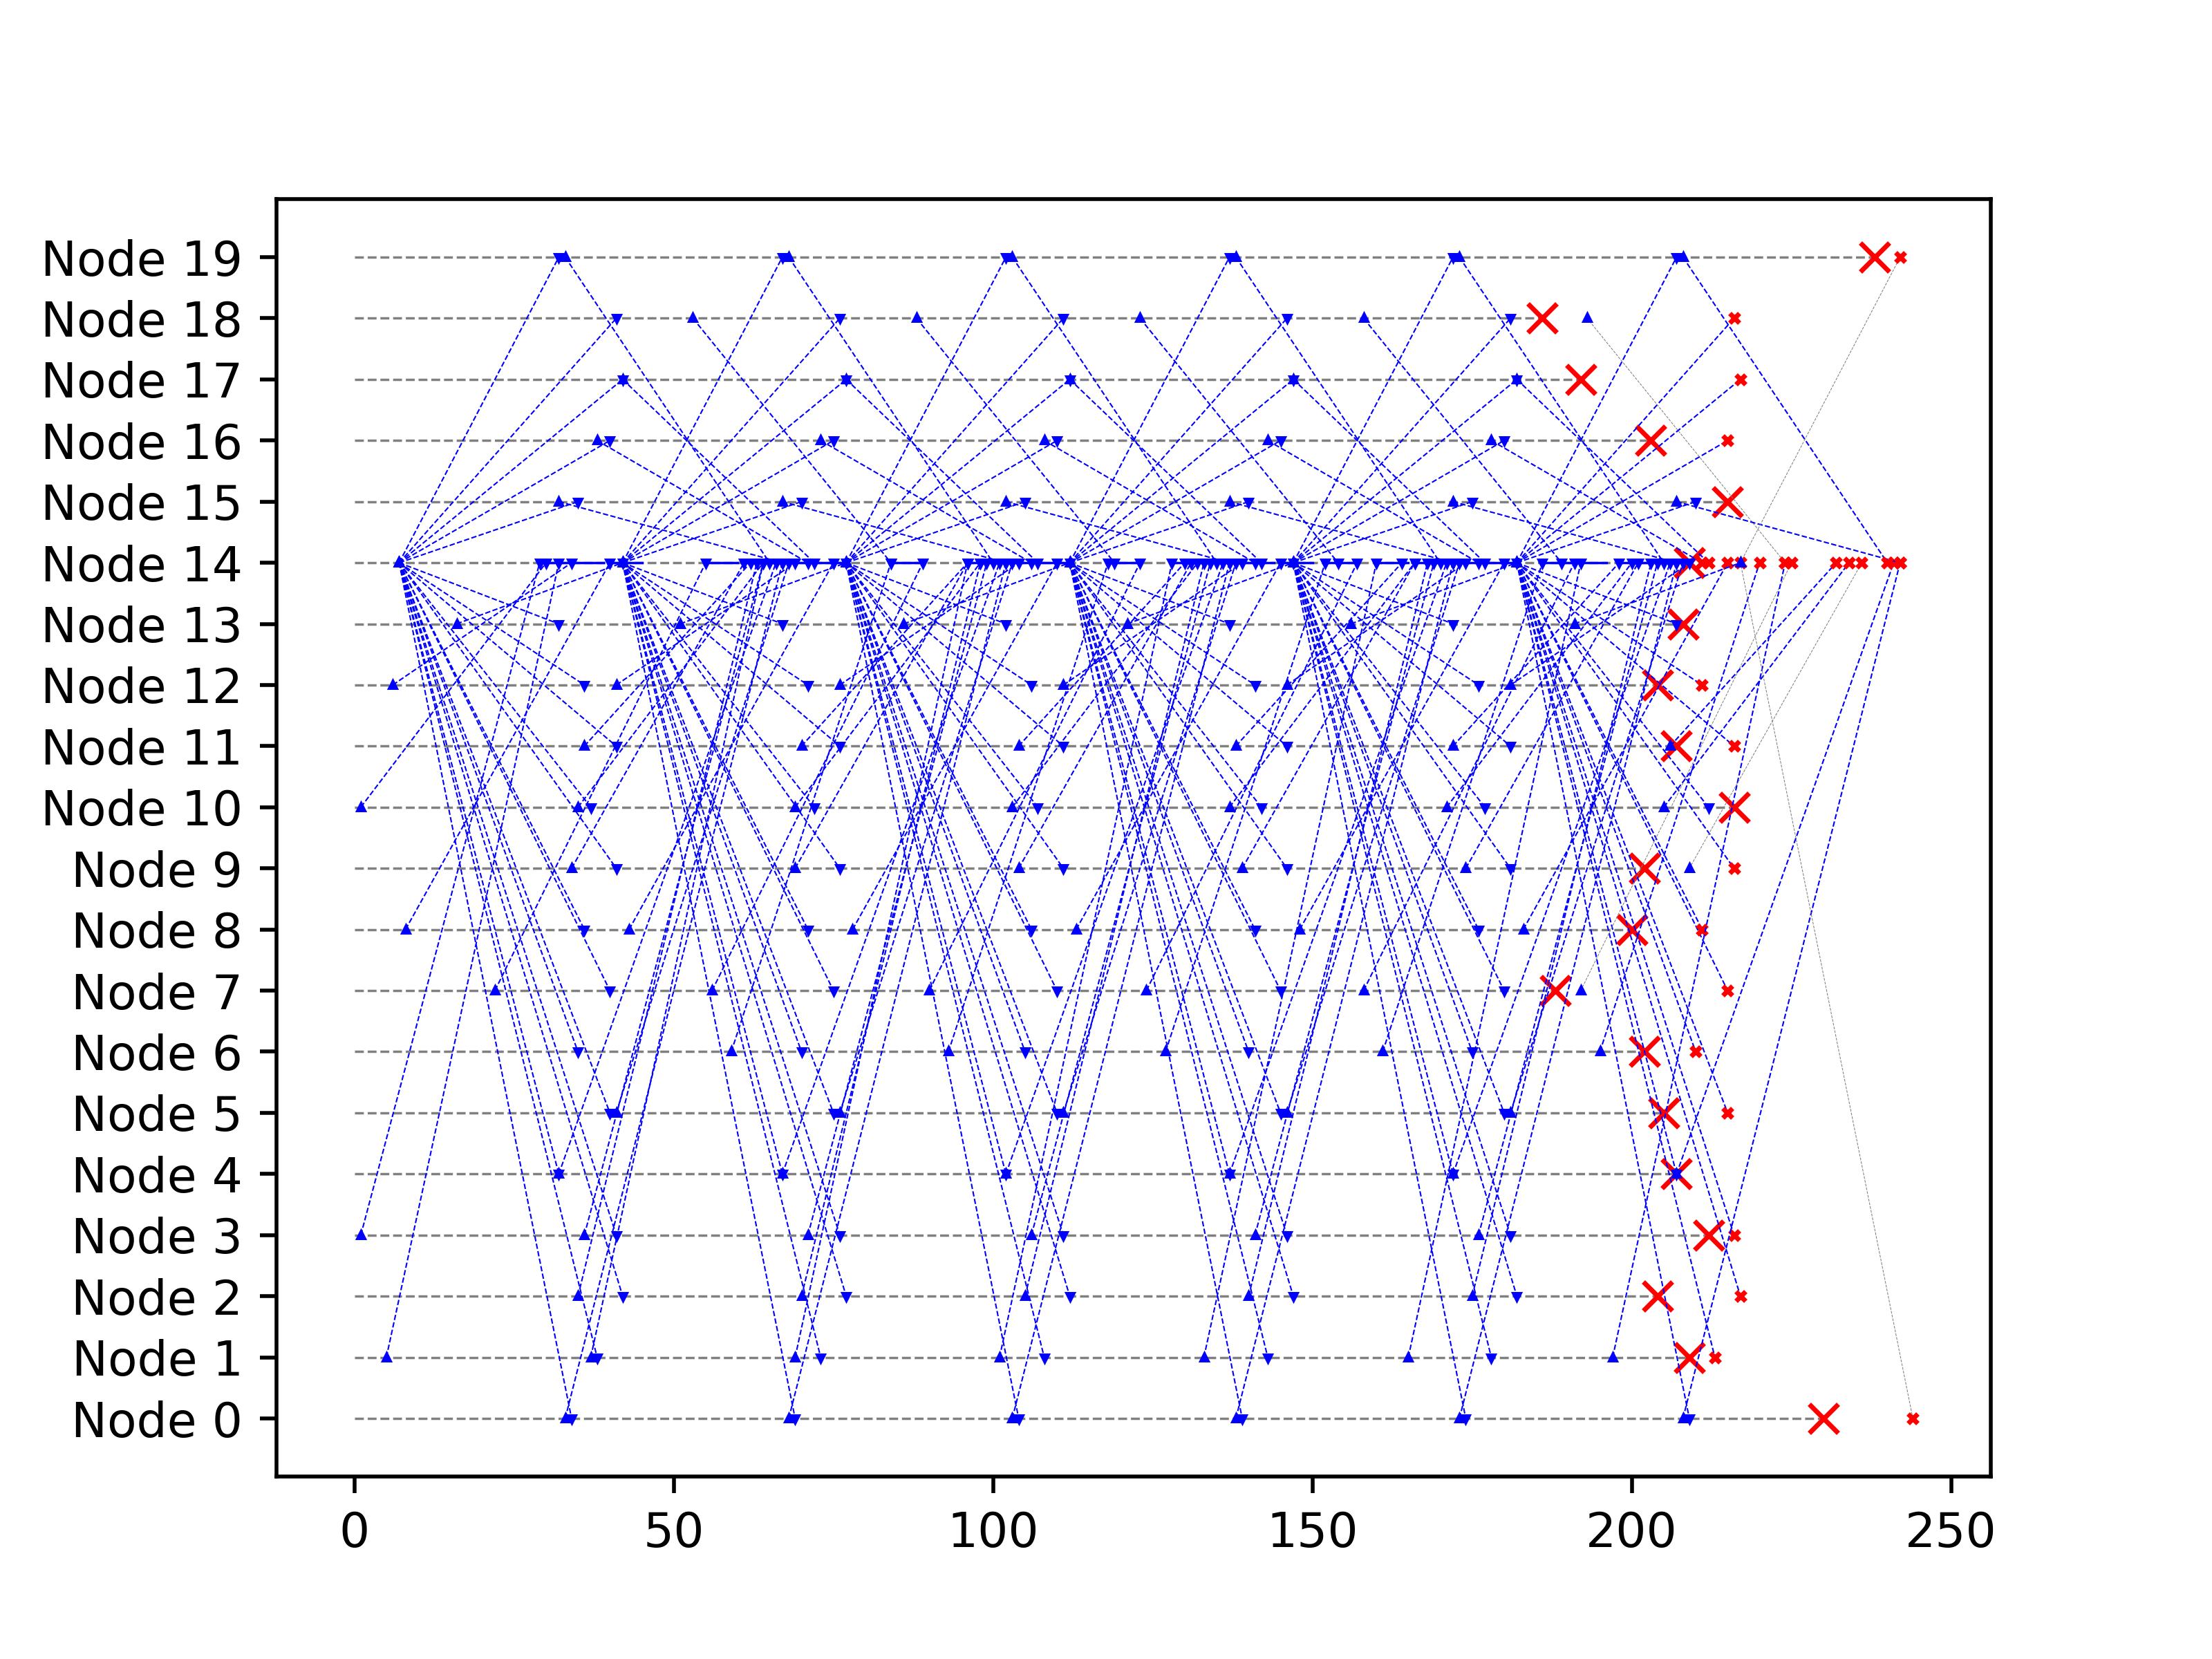 Node 19
Node 18
Node 17
Node 16
Node 15
Node 14
Node 13
Node 12
Node 11
Node 10
Node 9
Node 8
Node 7
Node 6
Node 5
Node 4
Node 3
Node 2
Node 1
Node 0
0 50 100 150 200 250